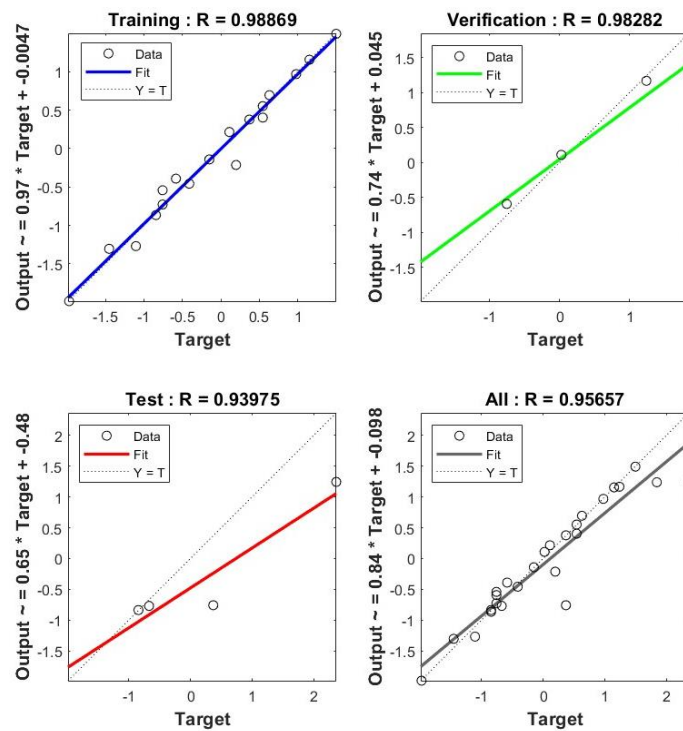 Training : R = 0.98869
Data
Fit
Y = T
1
0.5
0
-0.5
-1
-1.5
-1.5
-1
-0.5
0
0.5
1
Target
Output ~ = 0.97 * Target + -0.0047
Verification : R = 0.98282
Data
Fit
Y = T
1.5
1
0.5
0
-0.5
-1
-1.5
-1
0
1
Target
Output ~ = 0.74 * Target + 0.045
Test : R = 0.93975
Data
Fit
Y = T
2
1.5
1
0.5
0
-0.5
-1
-1.5
-1
0
1
2
Target
Output ~ = 0.65 * Target + -0.48
All : R = 0.95657
Data
Fit
Y = T
2
1.5
1
0.5
0
-0.5
-1
-1.5
-1
0
1
2
Target
Output ~ = 0.84 * Target + -0.098